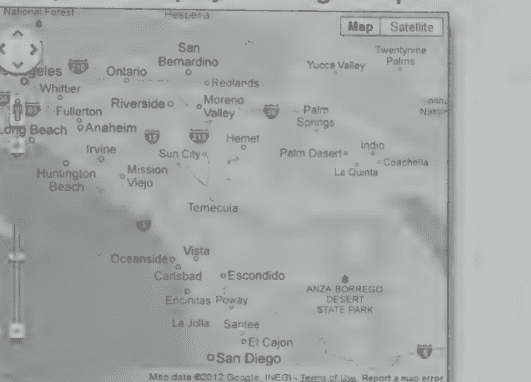 National Forest
Hesperia
Map Satellite
San
Bernardino
Twentynine
Palms
Yucca Valley
Ontario
Redlands
Whittier
Riverside
Moreno
Valley
Fullerton
Palm
Springs
Long Beach
Anaheim
Irvine
Hemet
Sun City
Palm Desert
Indio
Coachella
La Quinta
Mission
Viejo
Huntington
Beach
Temecula
Vista
Oceanside
Carlsbad
Escondido
Encinitas
Poway
ANZA BORREGO
DESERT
STATE PARK
La Jolla
Santee
El Cajon
San Diego
Map data ©2012 Google, INEGI - Terms of Use Report a map error